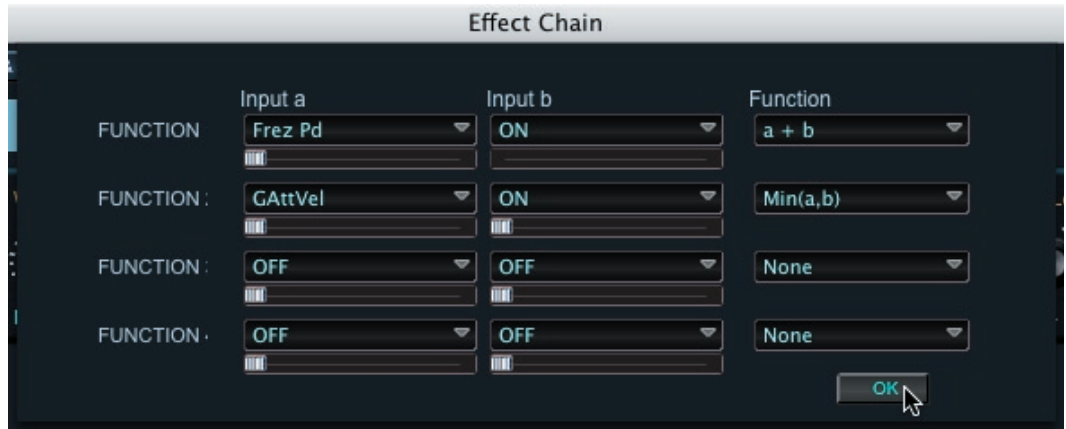 Effect Chain
Input a Input b Function
FUNCTION Frez Pd ON a + b
FUNCTION : GAttVel ON Min(a,b)
FUNCTION OFF OFF None
FUNCTION OFF OFF None
OK